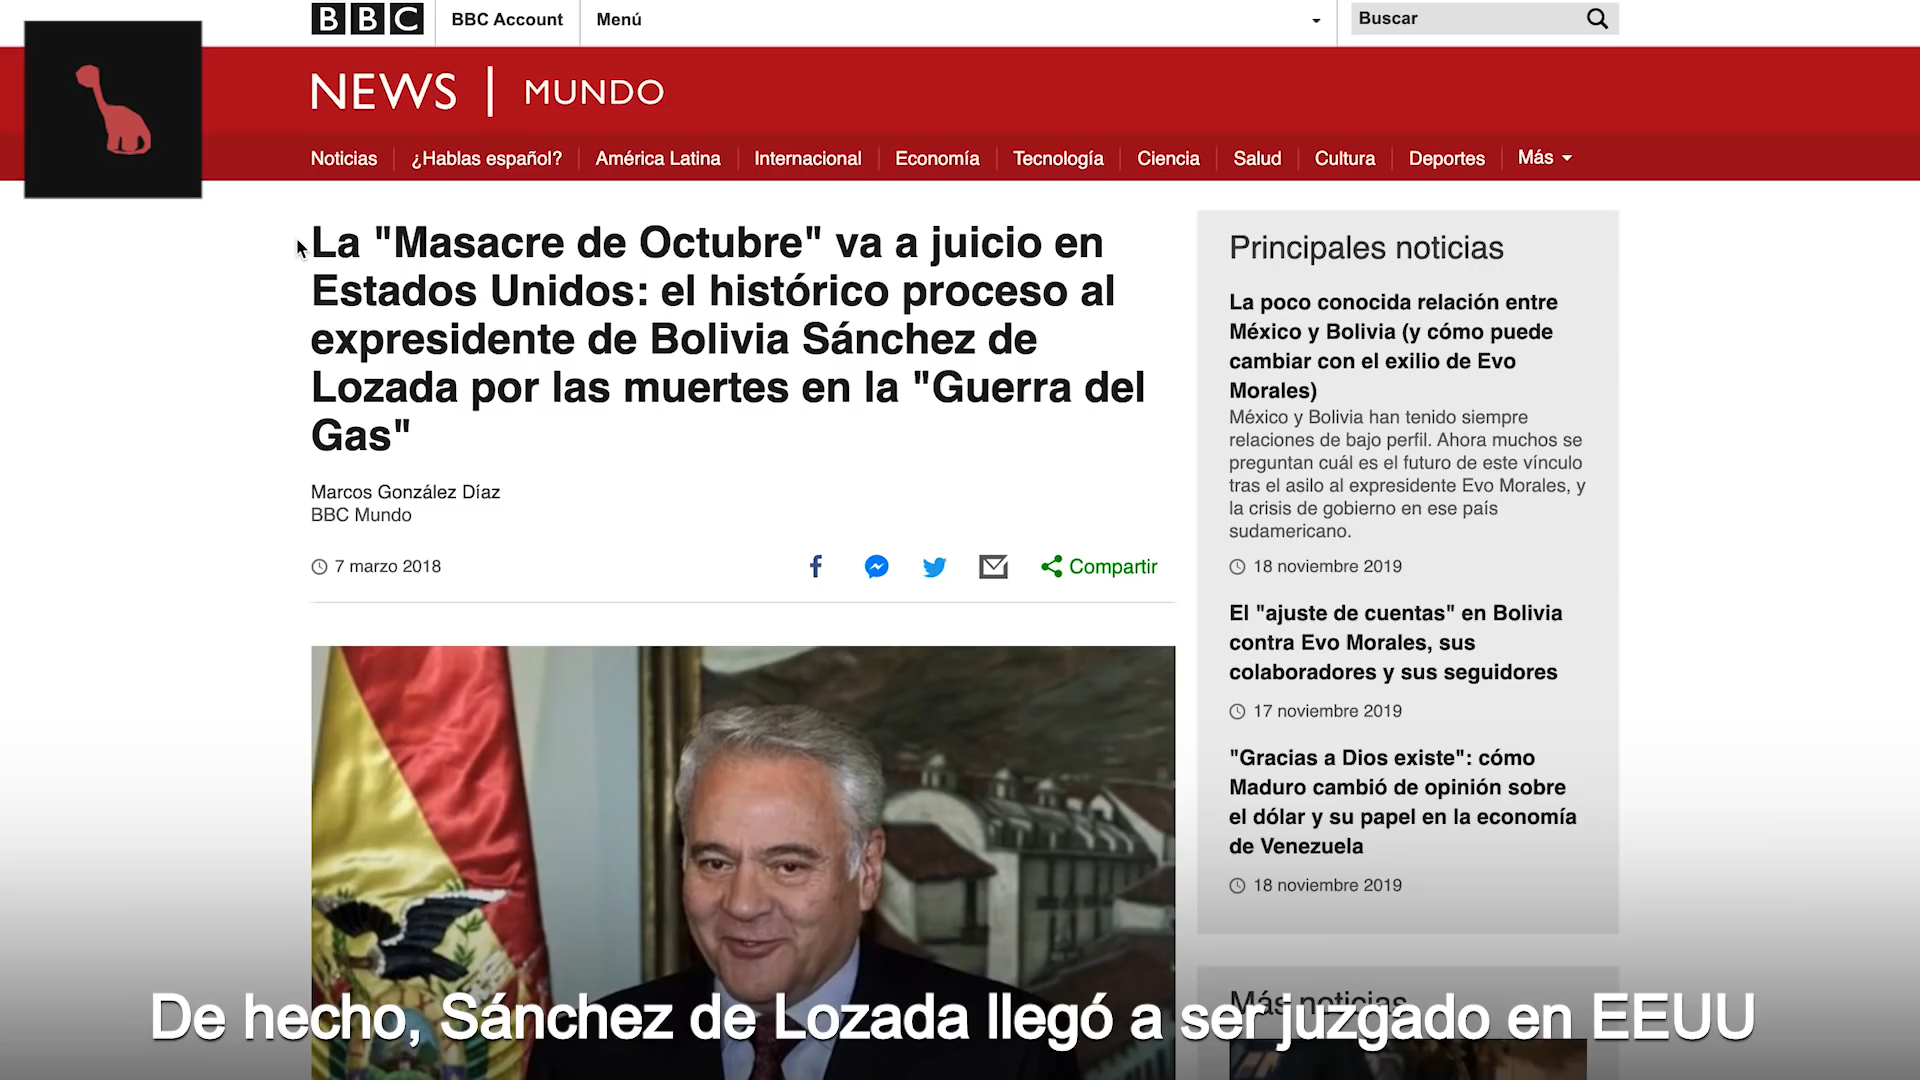 BBC
BBC Account
Menú
Buscar
NEWS | MUNDO
Noticias
¿Hablas español?
América Latina
Internacional
Economía
Tecnología
Ciencia
Salud
Cultura
Deportes
Más
La "Masacre de Octubre" va a juicio en
Estados Unidos: el histórico proceso al
expresidente de Bolivia Sánchez de
Lozada por las muertes en la "Guerra del
Gas"
Marcos González Díaz
BBC Mundo
7 marzo 2018
Compartir
Principales noticias
La poco conocida relación entre
México y Bolivia (y cómo puede
cambiar con el exilio de Evo
Morales)
México y Bolivia han tenido siempre
relaciones de bajo perfil. Ahora muchos se
preguntan cuál es el futuro de este vínculo
tras el asilo al expresidente Evo Morales, y
la crisis de gobierno en ese país
sudamericano.
18 noviembre 2019
El "ajuste de cuentas" en Bolivia
contra Evo Morales, sus
colaboradores y sus seguidores
17 noviembre 2019
"Gracias a Dios existe": cómo
Maduro cambió de opinión sobre
el dólar y su papel en la economía
de Venezuela
18 noviembre 2019
Más noticias
De hecho, Sánchez de Lozada llegó a ser juzgado en EEUU